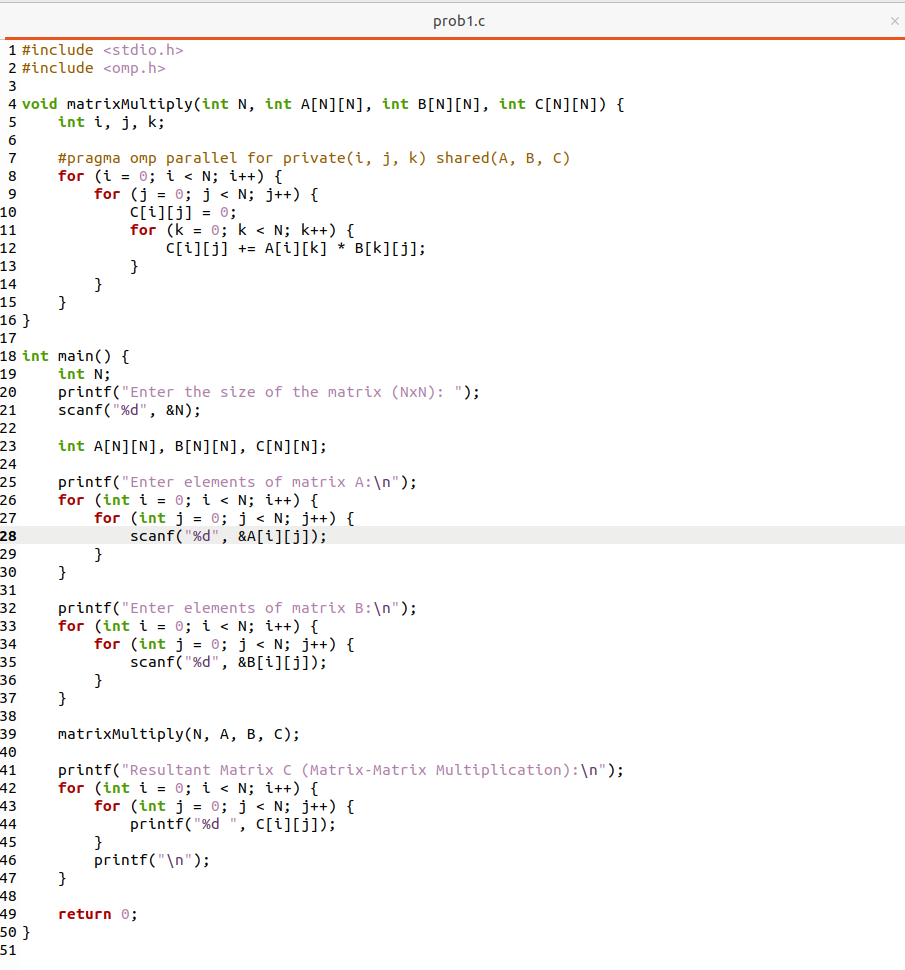 prob1.c ×
1 #include <stdio.h>
2 #include <omp.h>
3
4 void matrixMultiply(int N, int A[N][N], int B[N][N], int C[N][N]) {
5     int i, j, k;
6
7     #pragma omp parallel for private(i, j, k) shared(A, B, C)
8     for (i = 0; i < N; i++) {
9         for (j = 0; j < N; j++) {
10             C[i][j] = 0;
11             for (k = 0; k < N; k++) {
12                 C[i][j] += A[i][k] * B[k][j];
13             }
14         }
15     }
16 }
17
18 int main() {
19     int N;
20     printf("Enter the size of the matrix (NxN): ");
21     scanf("%d", &N);
22
23     int A[N][N], B[N][N], C[N][N];
24
25     printf("Enter elements of matrix A:\n");
26     for (int i = 0; i < N; i++) {
27         for (int j = 0; j < N; j++) {
28             scanf("%d", &A[i][j]);
29         }
30     }
31
32     printf("Enter elements of matrix B:\n");
33     for (int i = 0; i < N; i++) {
34         for (int j = 0; j < N; j++) {
35             scanf("%d", &B[i][j]);
36         }
37     }
38
39     matrixMultiply(N, A, B, C);
40
41     printf("Resultant Matrix C (Matrix-Matrix Multiplication):\n");
42     for (int i = 0; i < N; i++) {
43         for (int j = 0; j < N; j++) {
44             printf("%d ", C[i][j]);
45         }
46         printf("\n");
47     }
48
49     return 0;
50 }
51